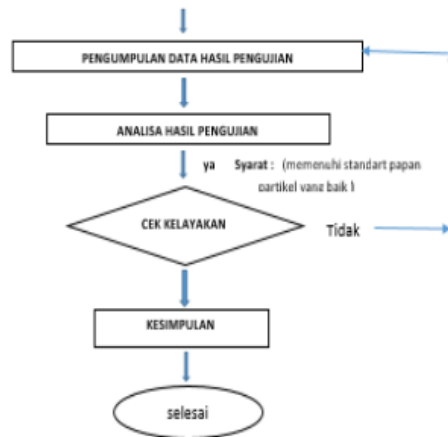 PENGUMPULAN DATA HASIL PENGUJIAN
ANALISA HASIL PENGUJIAN
ya Syarat : (memenuhi standart papan
partikel yang baik )
CEK KELAYAKAN
Tidak
KESIMPULAN
selesai